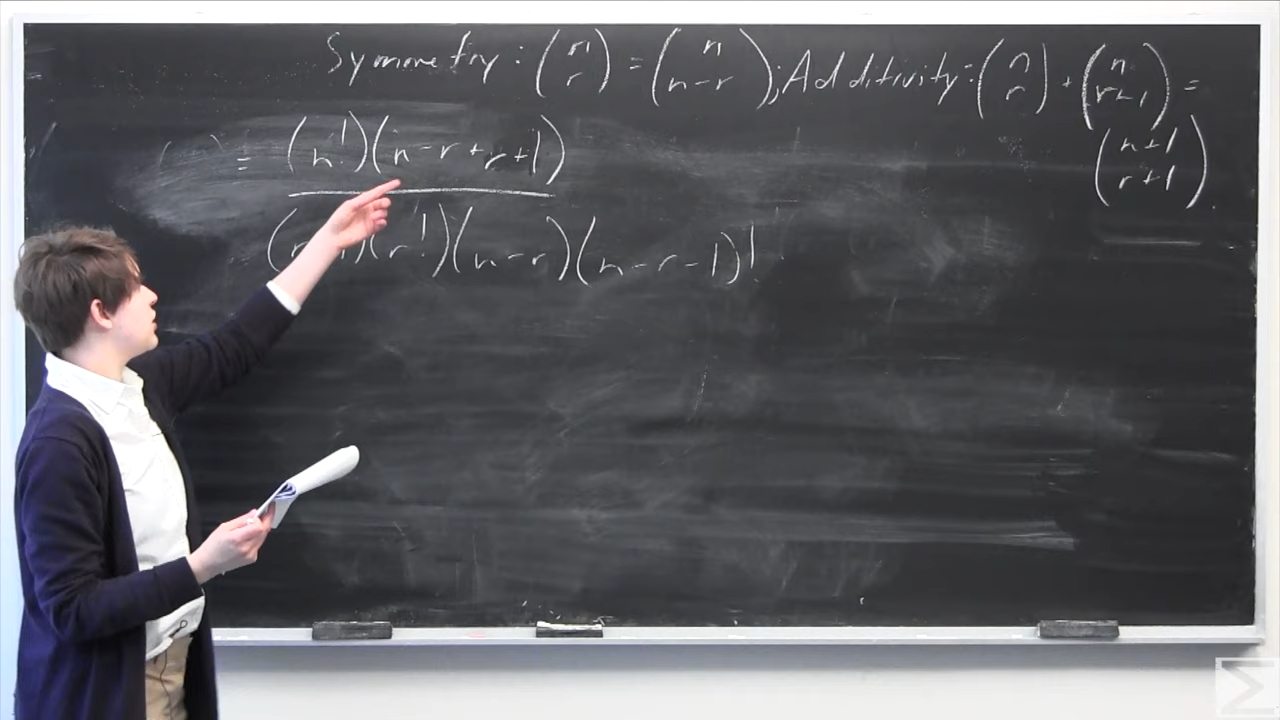 Symmetry: (n r) = (n n-r); Additivity: (n r) + (n r+1) =
(n+1 r+1)
= (n!)(n-r+r+1)
(r!)(n-r)(n-r-1)!
Σ